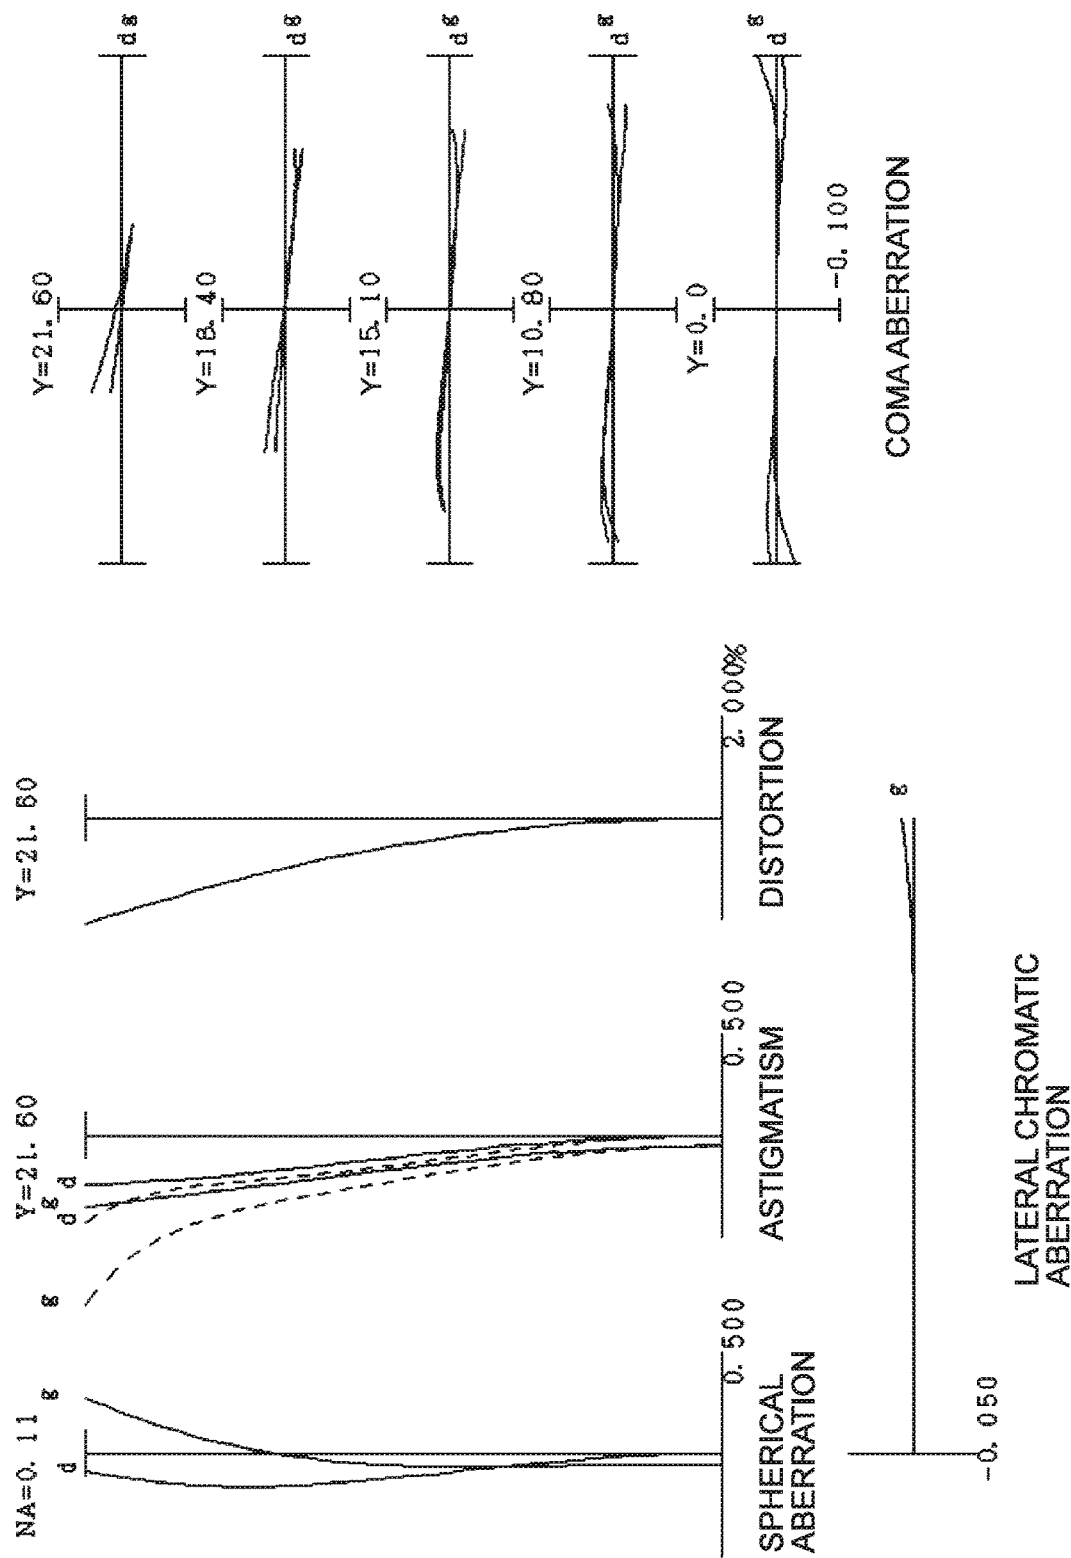 NA=0. 11
d
g
0. 500
SPHERICAL
ABERRATION
Y=21. 60
g
d
g
d
0. 500
ASTIGMATISM
Y=21. 60
2. 000%
DISTORTION
g
-0. 050
LATERAL CHROMATIC
ABERRATION
Y=21. 60
d
g
Y=18. 40
d
g
Y=15. 10
d
g
Y=10. 80
d
g
Y=0. 0
d
g
-0. 100
COMA ABERRATION